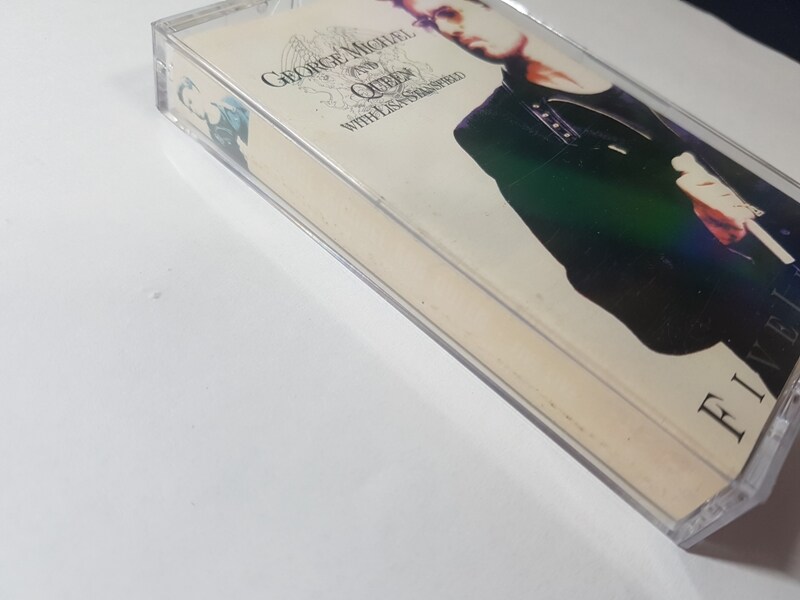 GEORGE MICHAEL
AND
QUEEN
WITH LISA STANSFIELD
FIVE